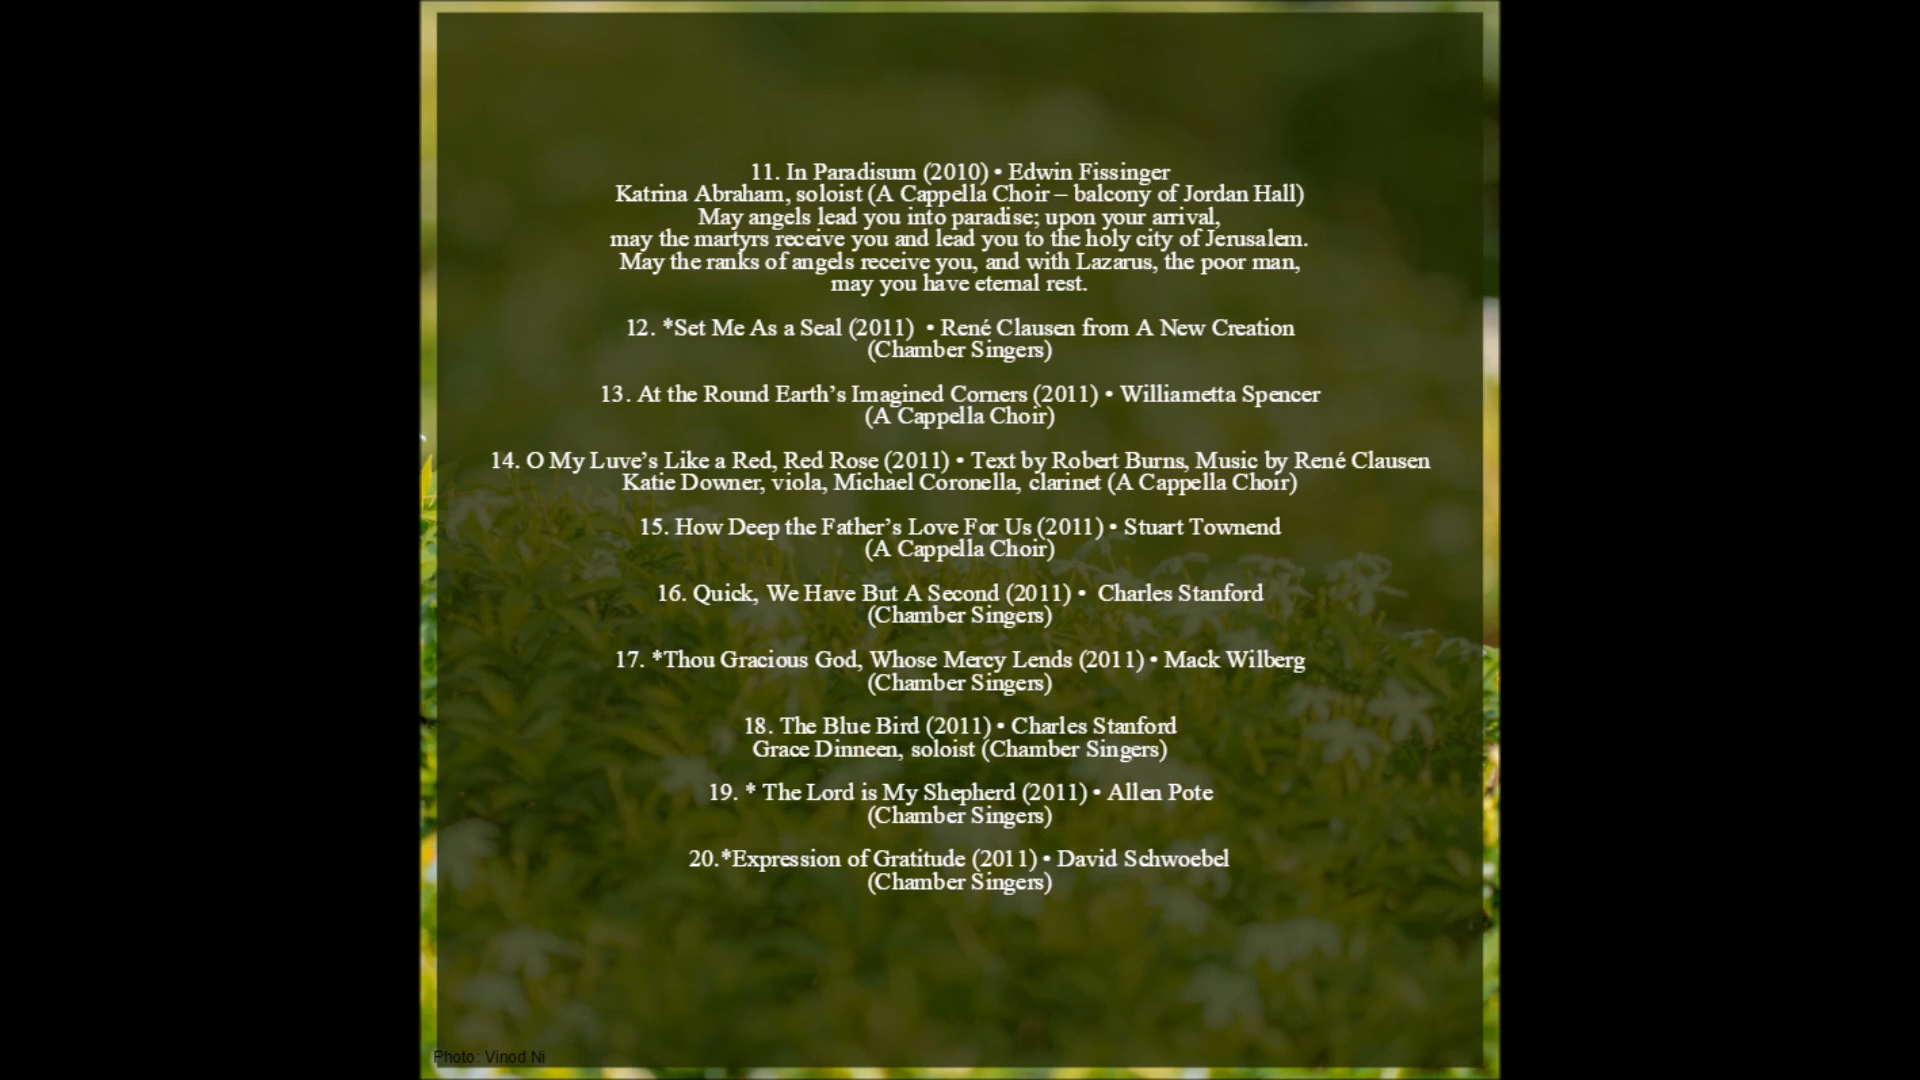 11. In Paradisum (2010) • Edwin Fissinger
Katrina Abraham, soloist (A Cappella Choir – balcony of Jordan Hall)
May angels lead you into paradise; upon your arrival,
may the martyrs receive you and lead you to the holy city of Jerusalem.
May the ranks of angels receive you, and with Lazarus, the poor man,
may you have eternal rest.
12. *Set Me As a Seal (2011) • René Clausen from A New Creation
(Chamber Singers)
13. At the Round Earth’s Imagined Corners (2011) • Williametta Spencer
(A Cappella Choir)
14. O My Luve’s Like a Red, Red Rose (2011) • Text by Robert Burns, Music by René Clausen
Katie Downer, viola, Michael Coronella, clarinet (A Cappella Choir)
15. How Deep the Father’s Love For Us (2011) • Stuart Townend
(A Cappella Choir)
16. Quick, We Have But A Second (2011) • Charles Stanford
(Chamber Singers)
17. *Thou Gracious God, Whose Mercy Lends (2011) • Mack Wilberg
(Chamber Singers)
18. The Blue Bird (2011) • Charles Stanford
Grace Dinneen, soloist (Chamber Singers)
19. * The Lord is My Shepherd (2011) • Allen Pote
(Chamber Singers)
20.*Expression of Gratitude (2011) • David Schwoebel
(Chamber Singers)
Photo: Vinod Ni